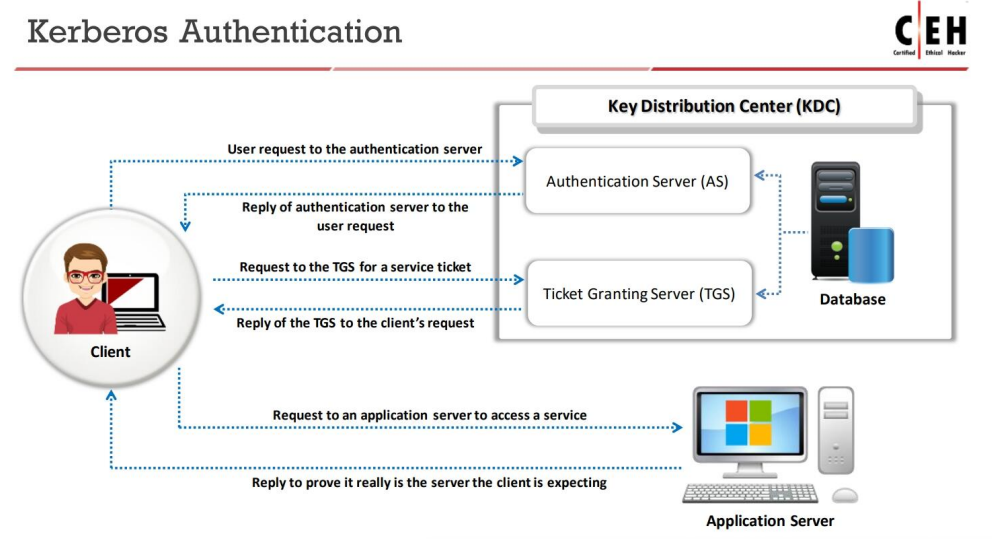 Kerberos Authentication
C|EH
Certified Ethical Hacker
Key Distribution Center (KDC)
User request to the authentication server
Authentication Server (AS)
Reply of authentication server to the
user request
Request to the TGS for a service ticket
Ticket Granting Server (TGS)
Database
Reply of the TGS to the client’s request
Client
Request to an application server to access a service
Reply to prove it really is the server the client is expecting
Application Server